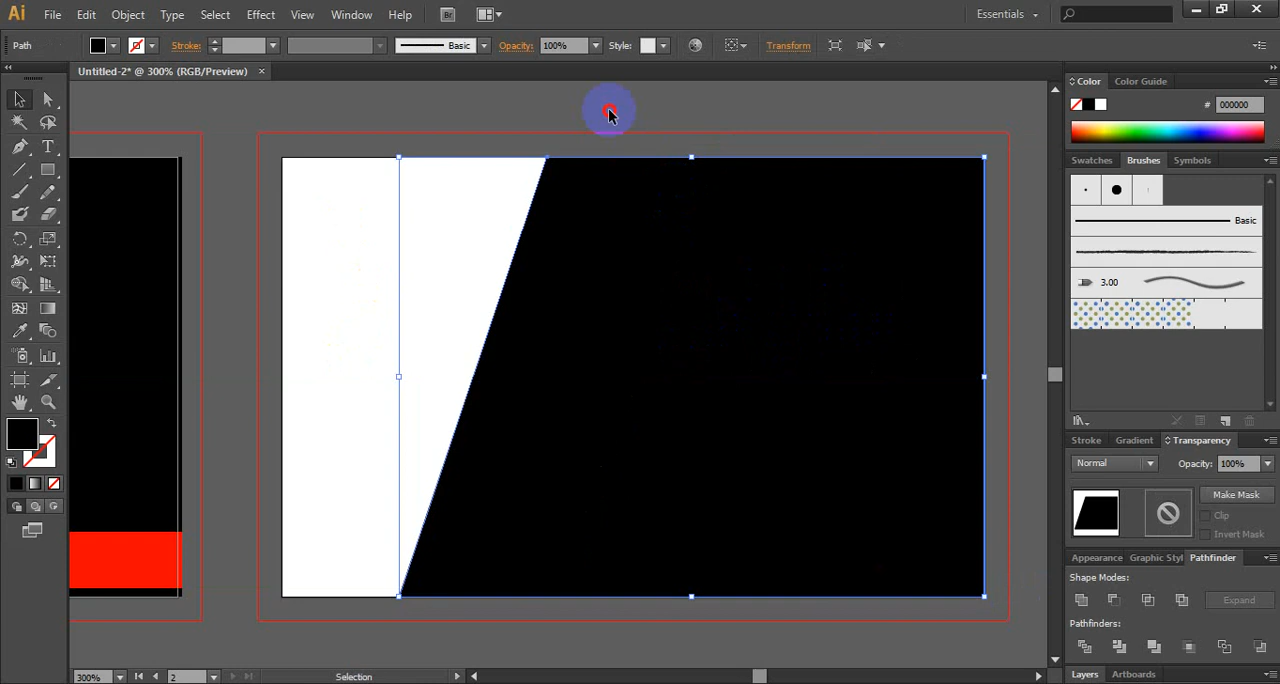 Ai File Edit Object Type Select Effect View Window Help Br Essentials
Path Stroke: Basic Opacity: 100% Style: Transform
Untitled-2* @ 300% (RGB/Preview) ×
Color Color Guide
# 000000
Swatches Brushes Symbols
Basic
3.00
Stroke Gradient Transparency
Normal Opacity: 100%
Make Mask
Clip
Invert Mask
Appearance Graphic Styl Pathfinder
Shape Modes:
Expand
Pathfinders:
Layers Artboards
300% 2 Selection